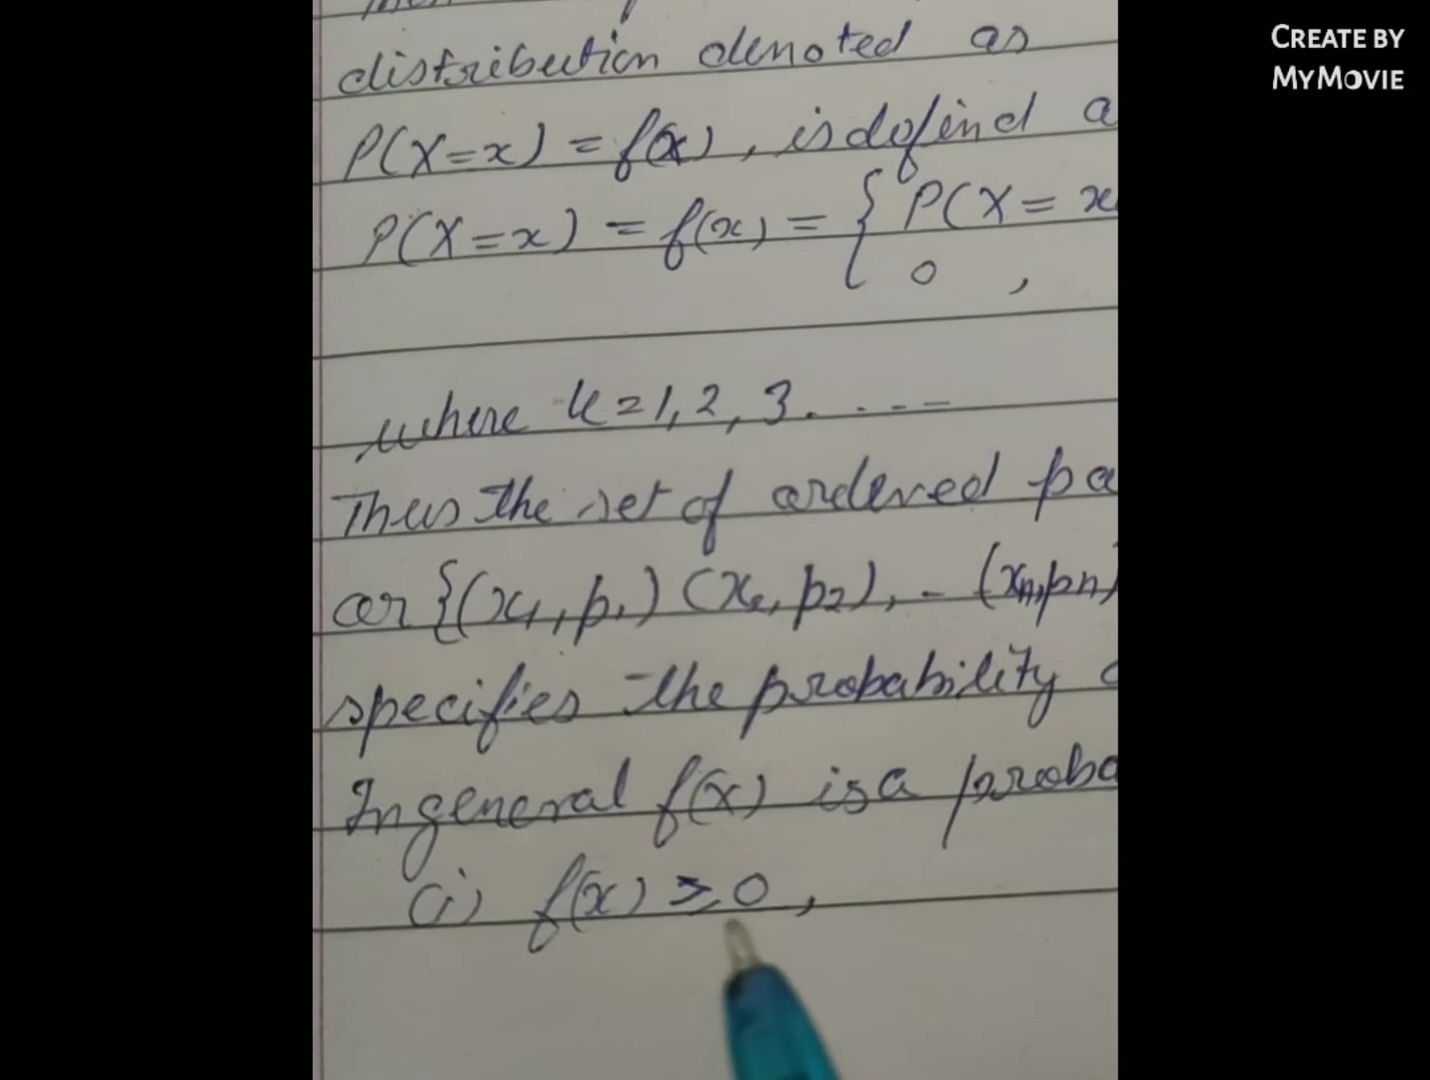 distribution denoted as
P(X=x) = f(x), is defind a
P(X=x) = f(x) = { P(X = x
0 ,
where k=1, 2, 3. ....
Thus the set of ordered pa
or {(x1, p1) (x2, p2), - (xn, pn)
specifies the probability
In general f(x) is a proba
(i) f(x) ≥ 0,
CREATE BY
MYMOVIE